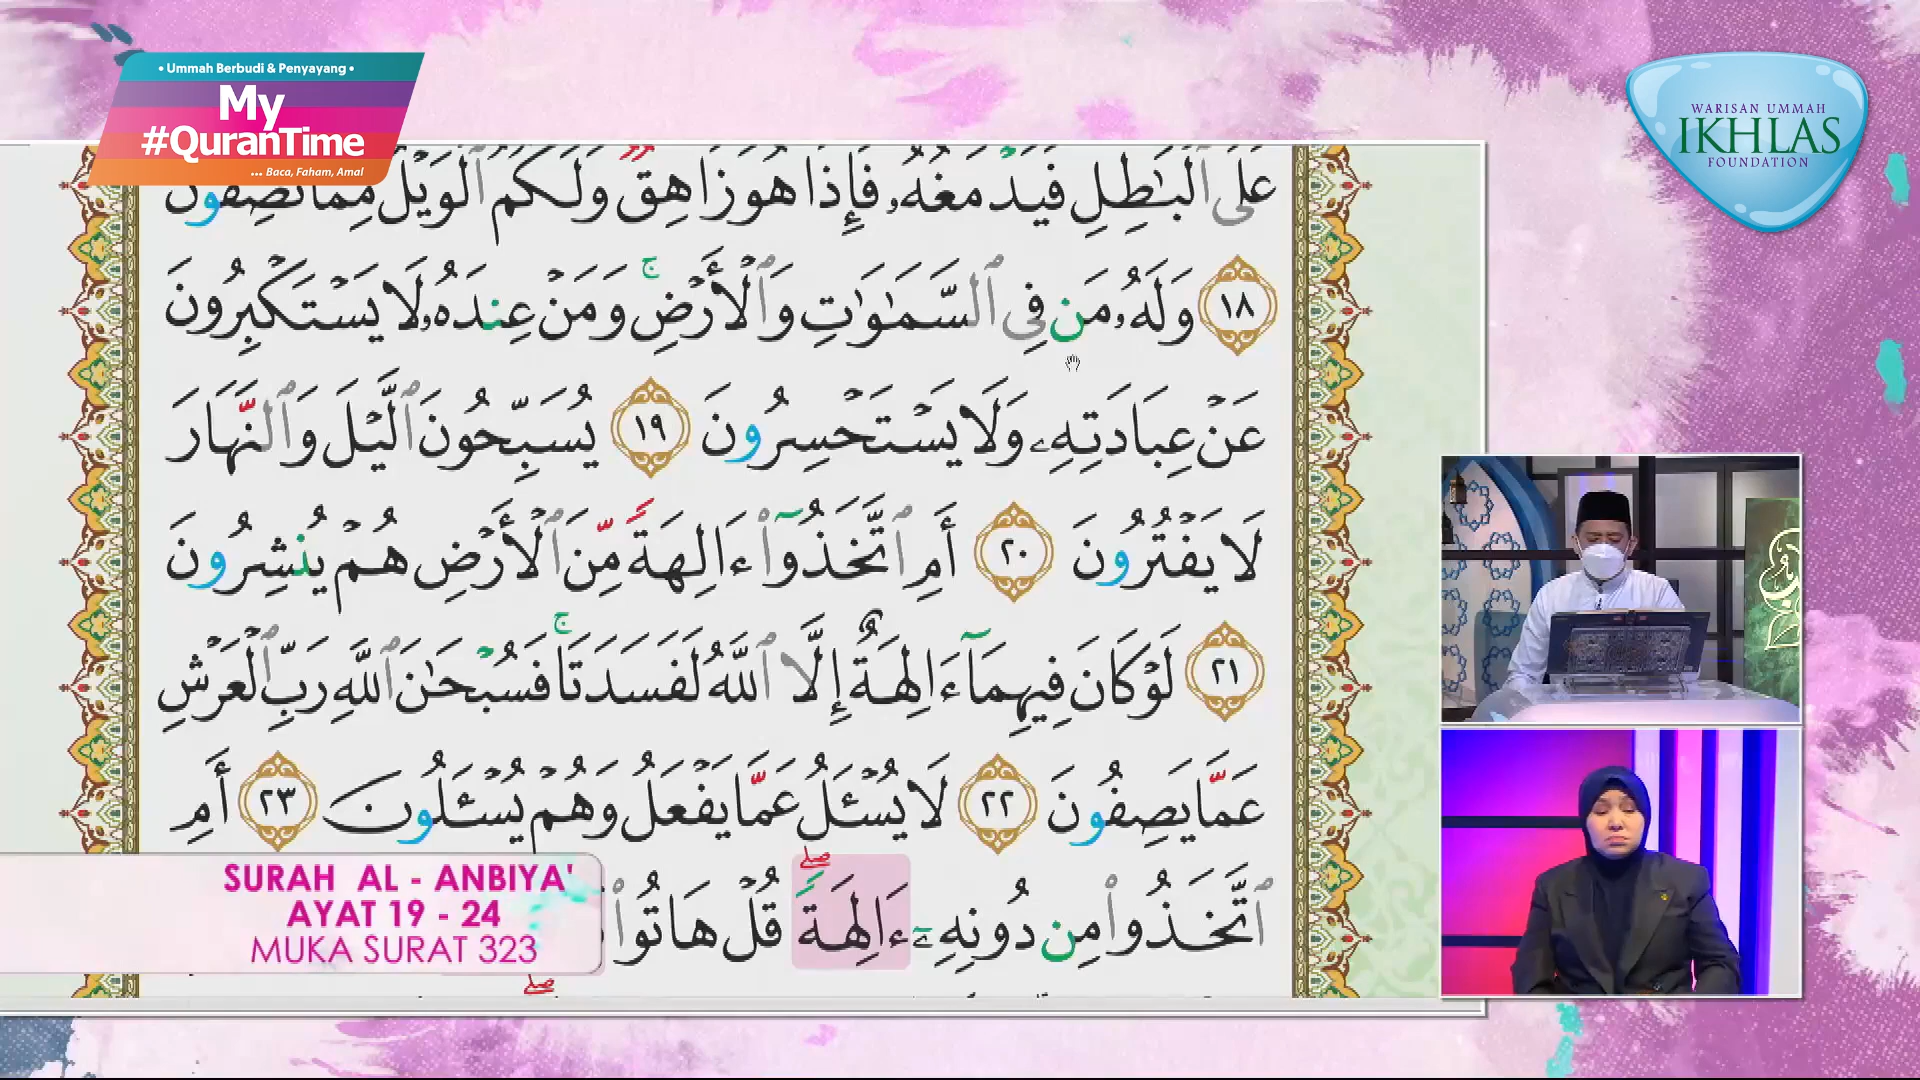 • Ummah Berbudi & Penyayang •
My
#QuranTime
... Baca, Faham, Amal
WARISAN UMMAH
IKHLAS
FOUNDATION
عَلَى ٱلْبَـٰطِلِ فَيَدْمَغُهُۥ فَإِذَا هُوَ زَاهِقٌ ۚ وَلَكُمُ ٱلْوَيْلُ مِمَّا تَصِفُونَ
١٨ وَلَهُۥ مَن فِى ٱلسَّمَـٰوَٰتِ وَٱلْأَرْضِ ۚ وَمَنْ عِندَهُۥ لَا يَسْتَكْبِرُونَ
عَنْ عِبَادَتِهِۦ وَلَا يَسْتَحْسِرُونَ ١٩ يُسَبِّحُونَ ٱلَّيْلَ وَٱلنَّهَارَ
لَا يَفْتُرُونَ ٢٠ أَمِ ٱتَّخَذُوٓا۟ ءَالِهَةً مِّنَ ٱلْأَرْضِ هُمْ يُنشِرُونَ
٢١ لَوْ كَانَ فِيهِمَآ ءَالِهَةٌ إِلَّا ٱللَّهُ لَفَسَدَتَا ۚ فَسُبْحَـٰنَ ٱللَّهِ رَبِّ ٱلْعَرْشِ
عَمَّا يَصِفُونَ ٢٢ لَا يُسْـَٔلُ عَمَّا يَفْعَلُ وَهُمْ يُسْـَٔلُونَ ٢٣ أَمِ
ٱتَّخَذُوا۟ مِن دُونِهِۦٓ ءَالِهَةً ۖ قُلْ هَاتُوا۟
SURAH AL - ANBIYA'
AYAT 19 - 24
MUKA SURAT 323